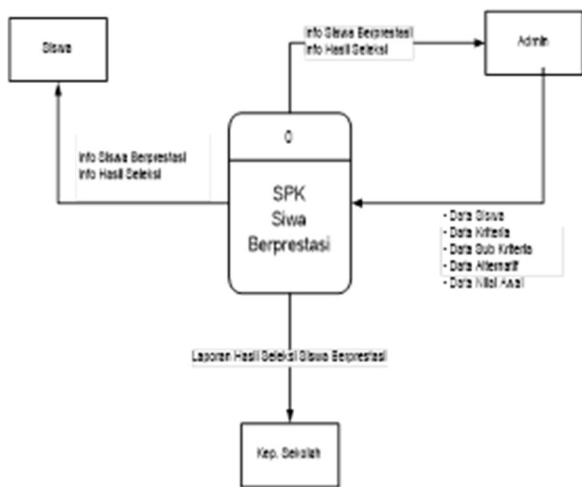 Siswa
Info Siswa Berprestasi
Info Hasil Seleksi
Admin
Info Siswa Berprestasi
Info Hasil Seleksi
0
SPK
Siwa
Berprestasi
- Data Siswa
- Data Kriteria
- Data Sub Kriteria
- Data Alternatif
- Data Nilai Awal
Laporan Hasil Seleksi Siswa Berprestasi
Kep. Sekolah